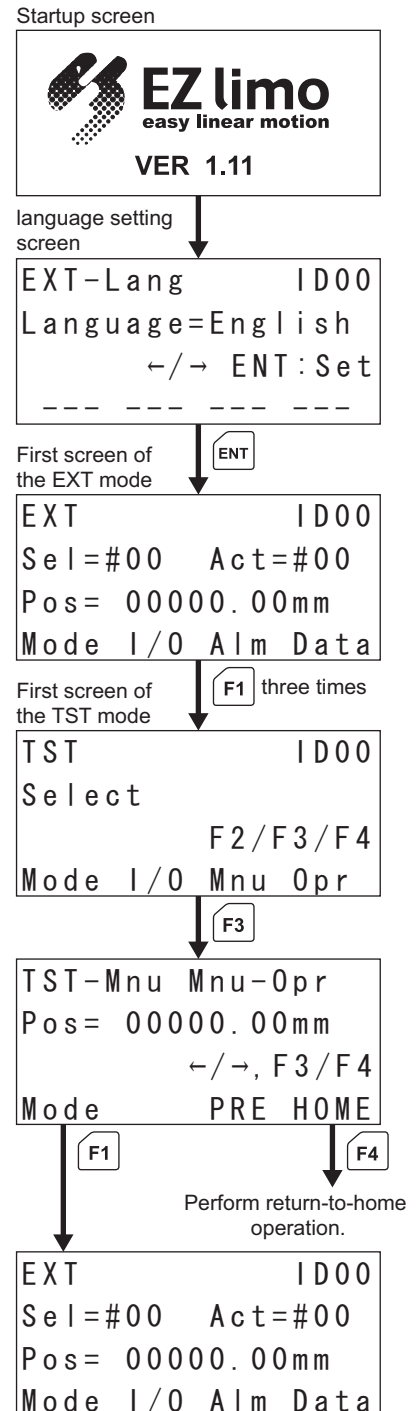 Startup screen
EZ limo
easy linear motion
VER 1.11
language setting
screen
EXT-Lang ID00
Language=English
←/→ ENT:Set
--- --- --- ---
First screen of
the EXT mode
ENT
EXT ID00
Sel=#00 Act=#00
Pos= 00000.00mm
Mode I/O Alm Data
First screen of
the TST mode
F1 three times
TST ID00
Select
F2/F3/F4
Mode I/O Mnu Opr
F3
TST-Mnu Mnu-Opr
Pos= 00000.00mm
←/→, F3/F4
Mode PRE HOME
F1
F4
Perform return-to-home
operation.
EXT ID00
Sel=#00 Act=#00
Pos= 00000.00mm
Mode I/O Alm Data